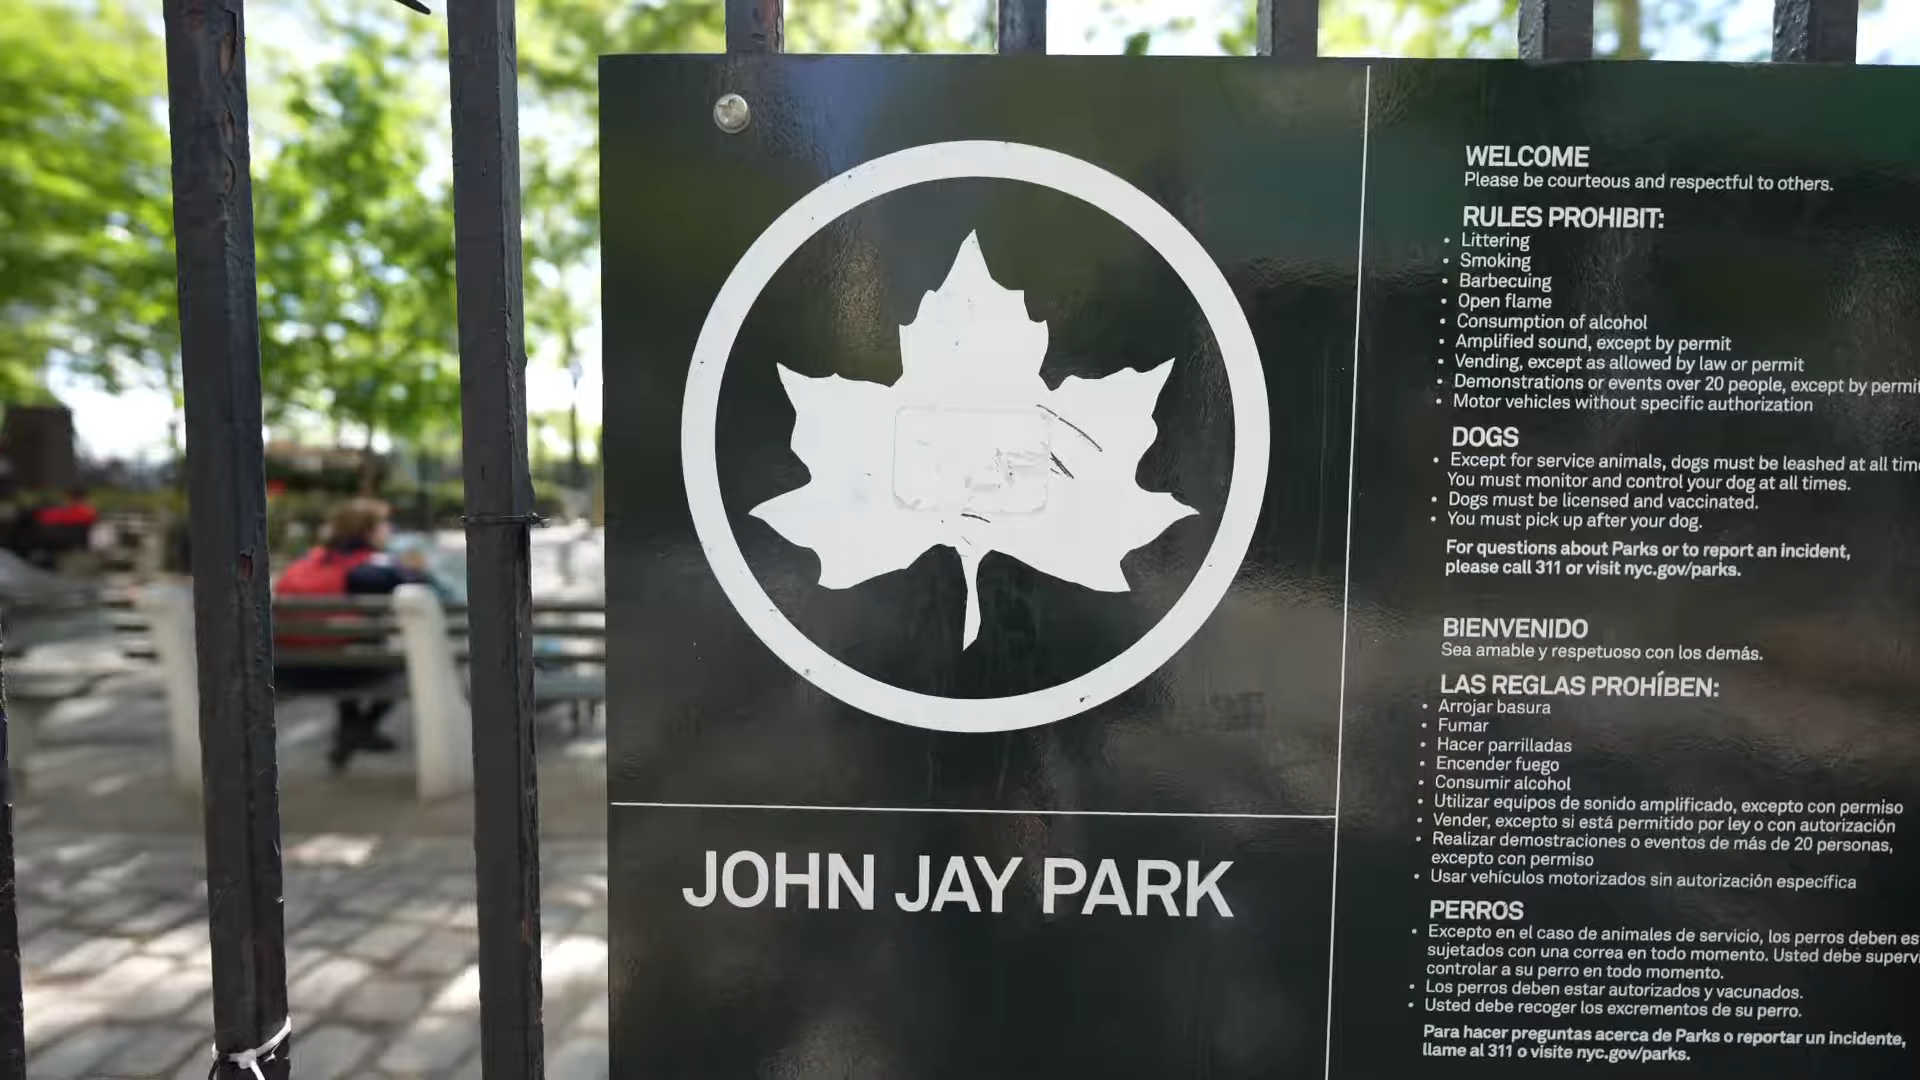 JOHN JAY PARK
WELCOME
Please be courteous and respectful to others.
RULES PROHIBIT:
• Littering
• Smoking
• Barbecuing
• Open flame
• Consumption of alcohol
• Amplified sound, except by permit
• Vending, except as allowed by law or permit
• Demonstrations or events over 20 people, except by permit
• Motor vehicles without specific authorization
DOGS
• Except for service animals, dogs must be leashed at all
You must monitor and control your dog at all times.
• Dogs must be licensed and vaccinated.
• You must pick up after your dog.
For questions about Parks or to report an incident,
please call 311 or visit nyc.gov/parks.
BIENVENIDO
Sea amable y respetuoso con los demás.
LAS REGLAS PROHÍBEN:
• Arrojar basura
• Fumar
• Hacer parrilladas
• Encender fuego
• Consumir alcohol
• Utilizar equipos de sonido amplificado, excepto con permiso
• Vender, excepto si está permitido por ley o con autorización
• Realizar demostraciones o eventos de más de 20 personas,
excepto con permiso
• Usar vehículos motorizados sin autorización específica
PERROS
• Excepto en el caso de animales de servicio, los perros deben
sujetados con una correa en todo momento. Usted debe
controlar a su perro en todo momento.
• Los perros deben estar autorizados y vacunados.
• Usted debe recoger los excrementos de su perro.
Para hacer preguntas acerca de Parks o reportar un incidente,
llame al 311 o visite nyc.gov/parks.